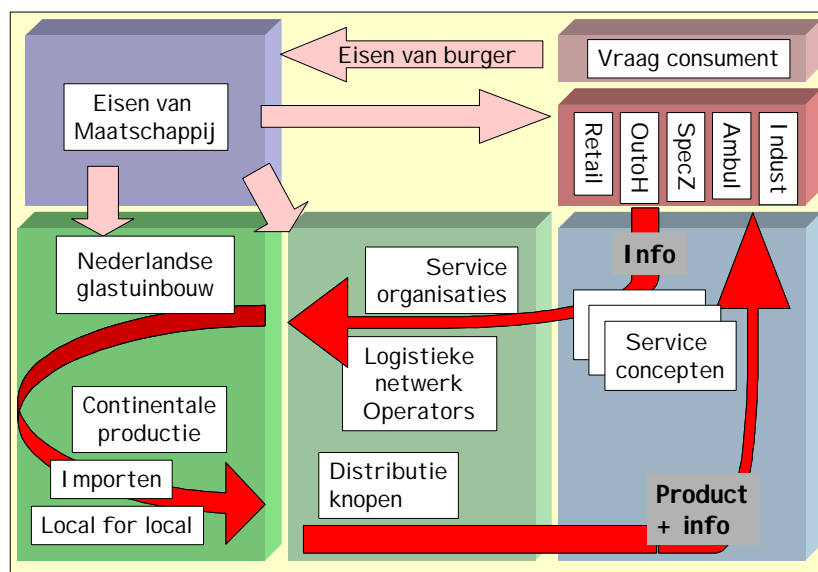 Eisen van burger
Vraag consument
Eisen van
Maatschappij
Retail
OutoH
SpecZ
Ambul
Indust
Nederlandse
glastuinbouw
Service
organisaties
Info
Logistieke
netwerk
Operators
Service
concepten
Continentale
productie
Importen
Local for local
Distributie
knopen
Product
+ info